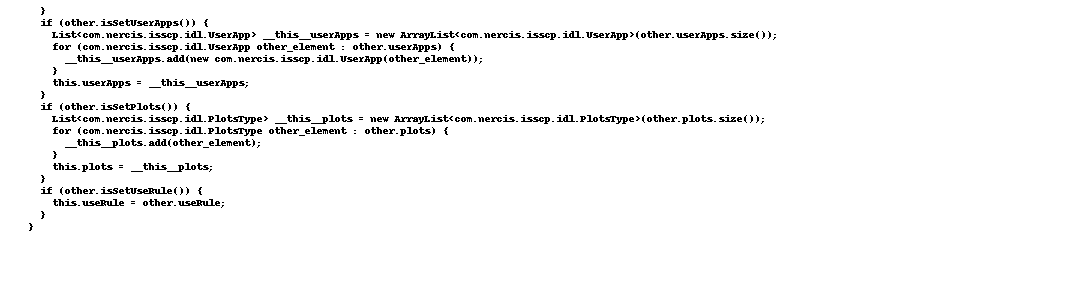 }
if (other.isSetUserApps()) {
List<com.nercis.isscp.idl.UserApp> __this__userApps = new ArrayList<com.nercis.isscp.idl.UserApp>(other.userApps.size());
for (com.nercis.isscp.idl.UserApp other_element : other.userApps) {
__this__userApps.add(new com.nercis.isscp.idl.UserApp(other_element));
}
this.userApps = __this__userApps;
}
if (other.isSetPlots()) {
List<com.nercis.isscp.idl.PlotsType> __this__plots = new ArrayList<com.nercis.isscp.idl.PlotsType>(other.plots.size());
for (com.nercis.isscp.idl.PlotsType other_element : other.plots) {
__this__plots.add(other_element);
}
this.plots = __this__plots;
}
if (other.isSetUseRule()) {
this.useRule = other.useRule;
}
}